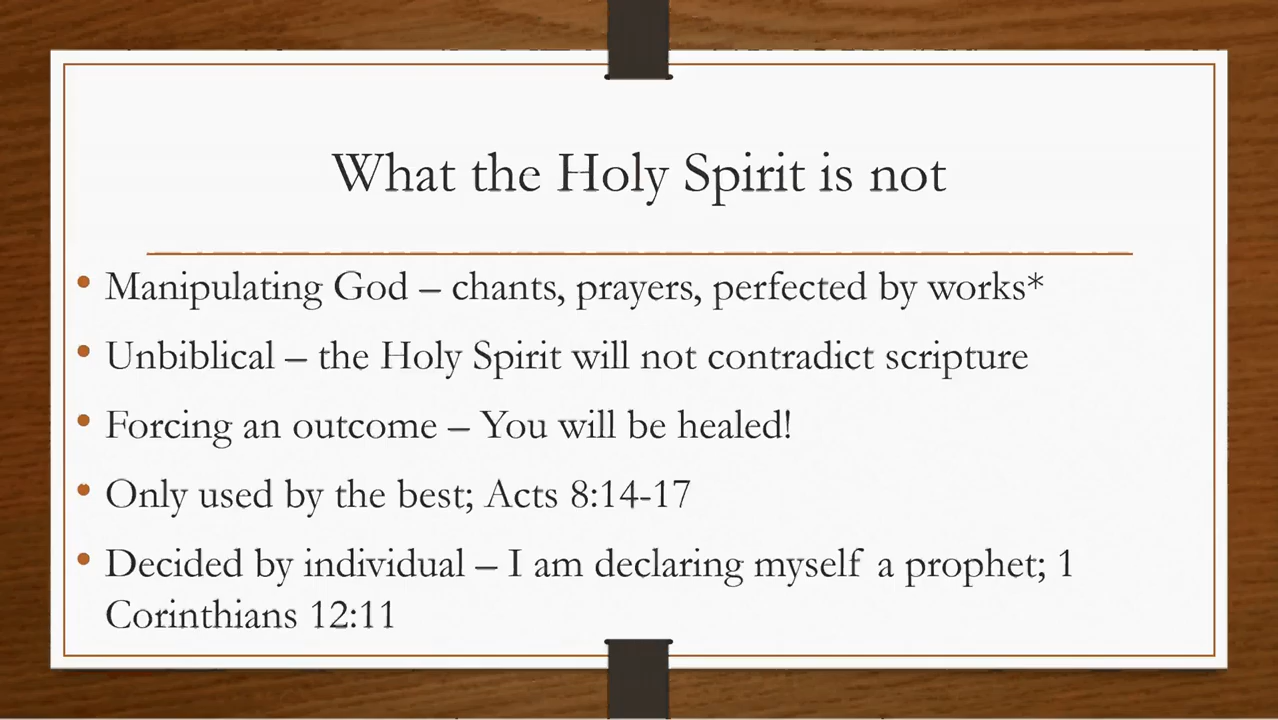 What the Holy Spirit is not
• Manipulating God – chants, prayers, perfected by works*
• Unbiblical – the Holy Spirit will not contradict scripture
• Forcing an outcome – You will be healed!
• Only used by the best; Acts 8:14-17
• Decided by individual – I am declaring myself a prophet; 1
Corinthians 12:11